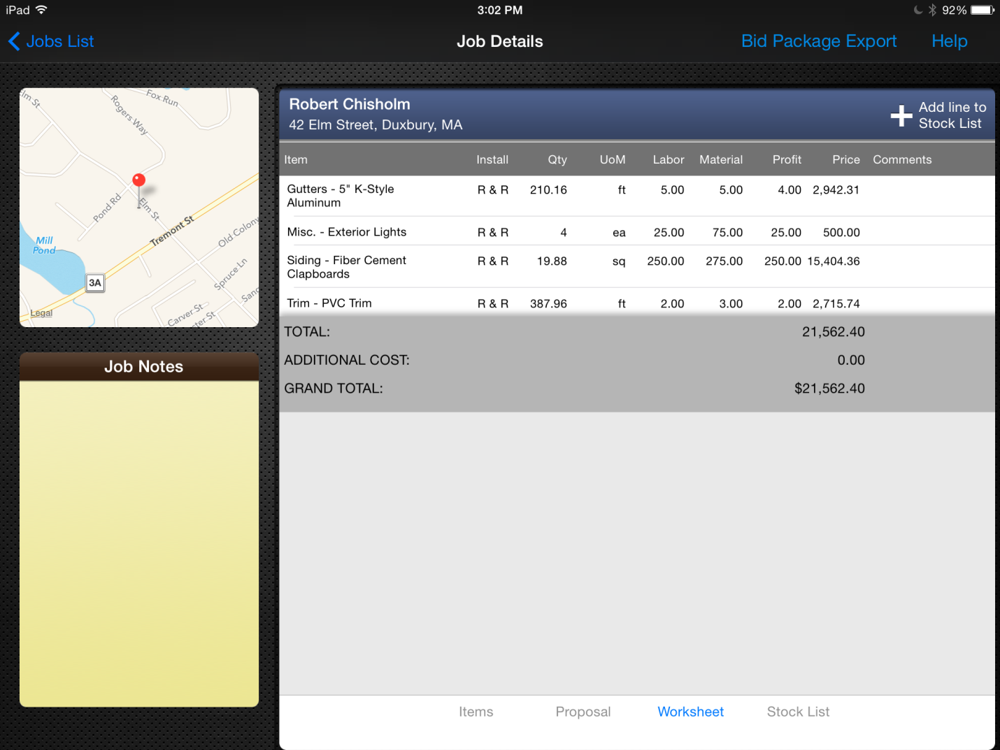 iPad 3:02 PM 92%
Jobs List Job Details Bid Package Export Help
Elm St
Fox Run
Rogers Way
Pond Rd
Elm St
Tremont St
Old Colony
Mill
Pond
3A
Spruce Ln
Carver St
Legal
Robert Chisholm
42 Elm Street, Duxbury, MA
Add line to
Stock List
Item Install Qty UoM Labor Material Profit Price Comments
Gutters - 5" K-Style
Aluminum R & R 210.16 ft 5.00 5.00 4.00 2,942.31
Misc. - Exterior Lights R & R 4 ea 25.00 75.00 25.00 500.00
Siding - Fiber Cement
Clapboards R & R 19.88 sq 250.00 275.00 250.00 15,404.36
Trim - PVC Trim R & R 387.96 ft 2.00 3.00 2.00 2,715.74
TOTAL: 21,562.40
ADDITIONAL COST: 0.00
GRAND TOTAL: $21,562.40
Job Notes
Items Proposal Worksheet Stock List